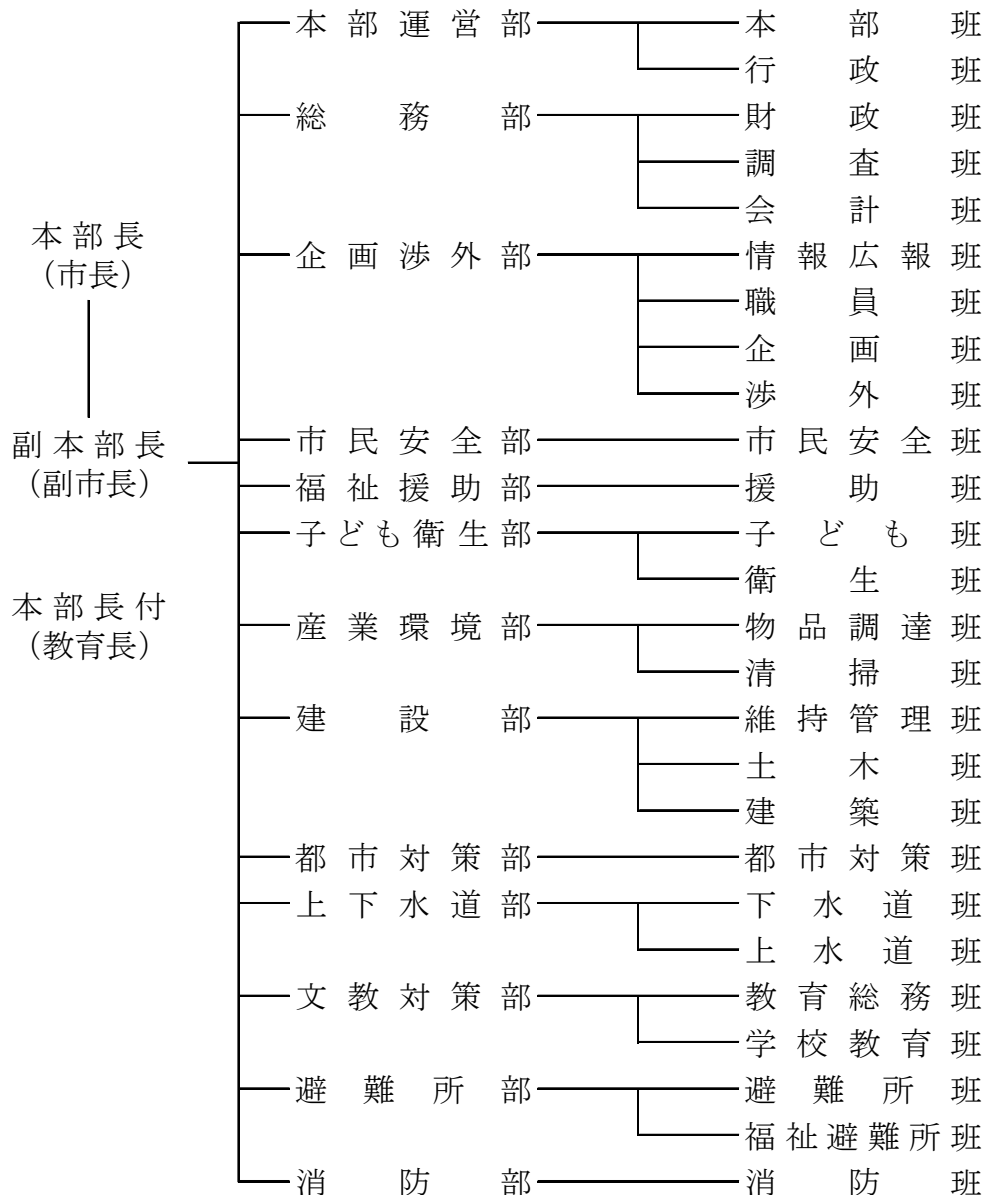 本部運営部 本部班
行政班
総務部 財政班
調査班
会計班
本部長
(市長)
企画渉外部 情報広報班
職員班
企画班
渉外班
副本部長
(副市長)
市民安全部 市民安全班
福祉援助部 援助班
子ども衛生部 子ども班
衛生班
本部長付
(教育長)
産業環境部 物品調達班
清掃班
建設部 維持管理班
土木班
建築班
都市対策部 都市対策班
上下水道部 下水道班
上水道班
文教対策部 教育総務班
学校教育班
避難所部 避難所班
福祉避難所班
消防部 消防班